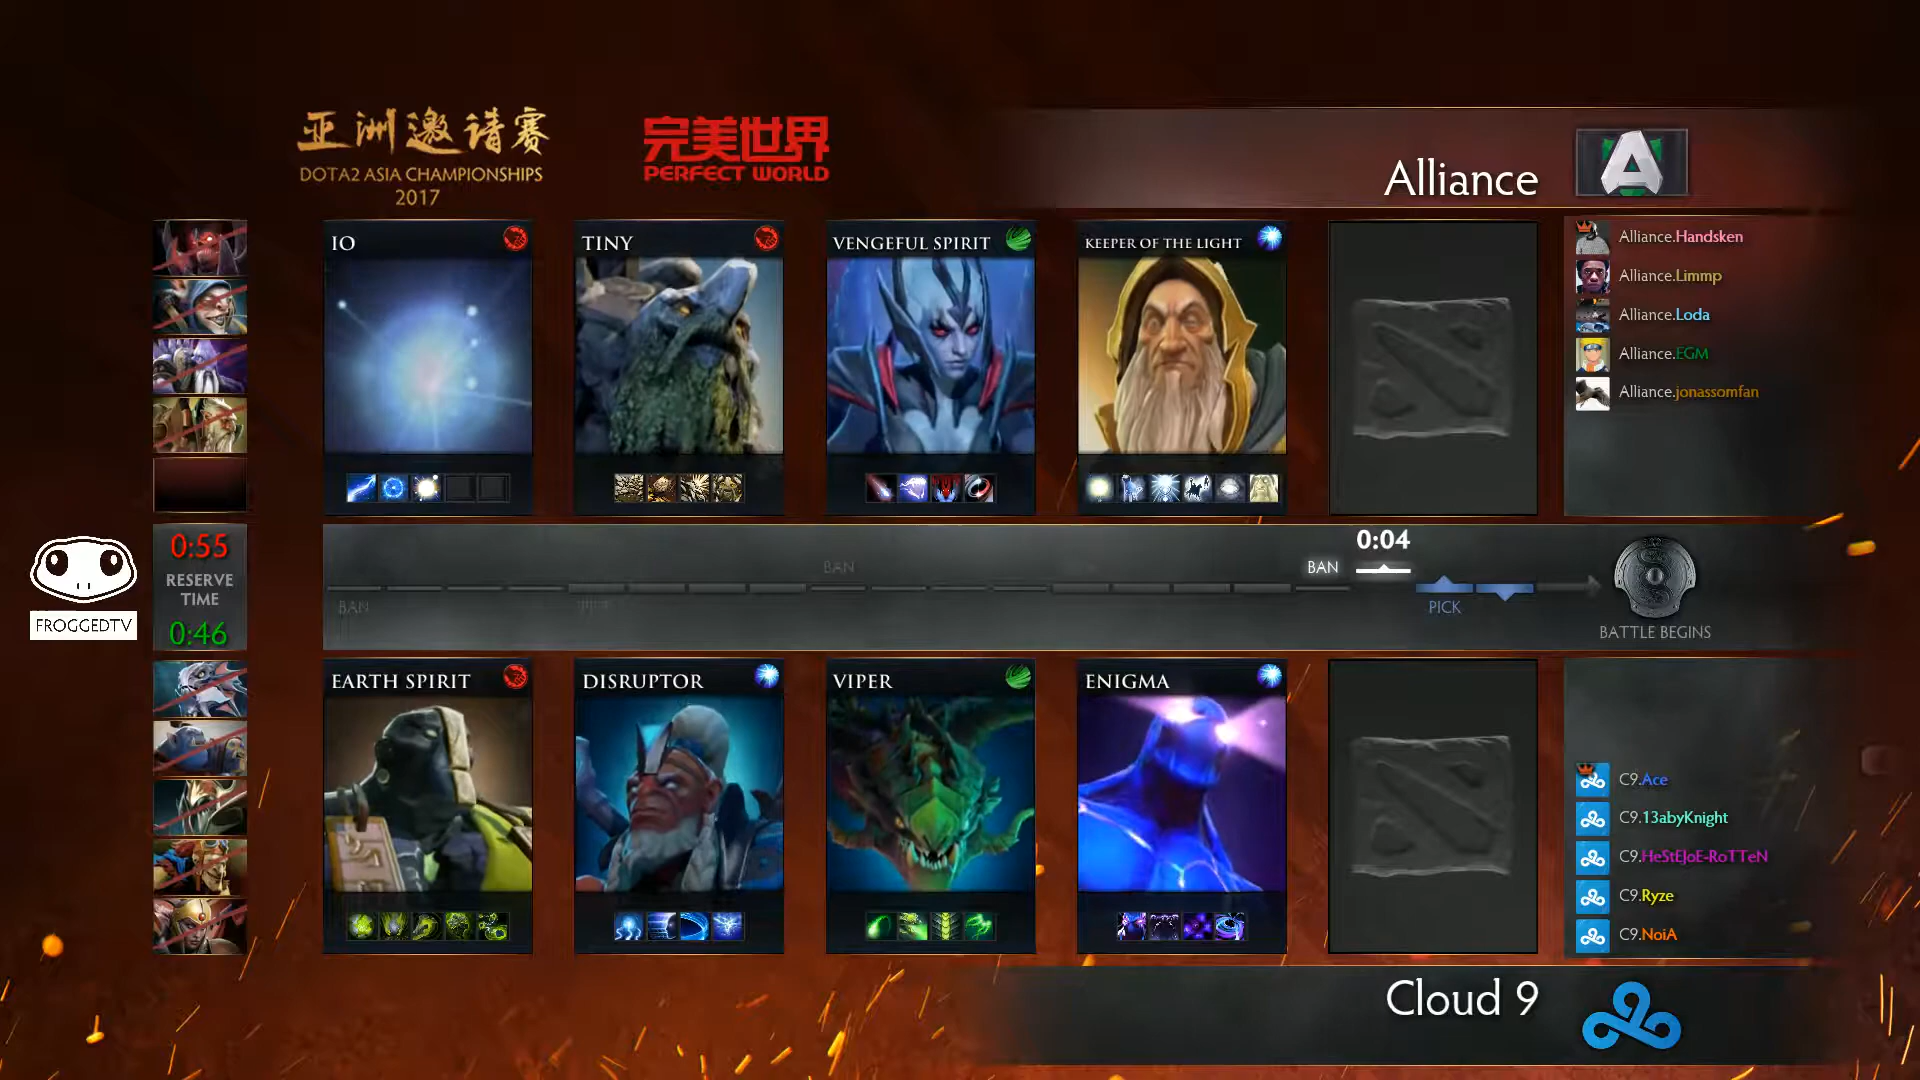 亚洲邀请赛
DOTA2 ASIA CHAMPIONSHIPS
2017
完美世界
PERFECT WORLD
Alliance
IO
TINY
VENGEFUL SPIRIT
KEEPER OF THE LIGHT
Alliance.Handsken
Alliance.Limmp
Alliance.Loda
Alliance.EGM
Alliance.jonassomfan
FROGGEDTV
0:55
RESERVE
TIME
0:46
BAN
BAN
BAN
0:04
PICK
BATTLE BEGINS
EARTH SPIRIT
DISRUPTOR
VIPER
ENIGMA
C9.Ace
C9.13abyKnight
C9.HeStEJoE-RoTTeN
C9.Ryze
C9.NoiA
Cloud 9